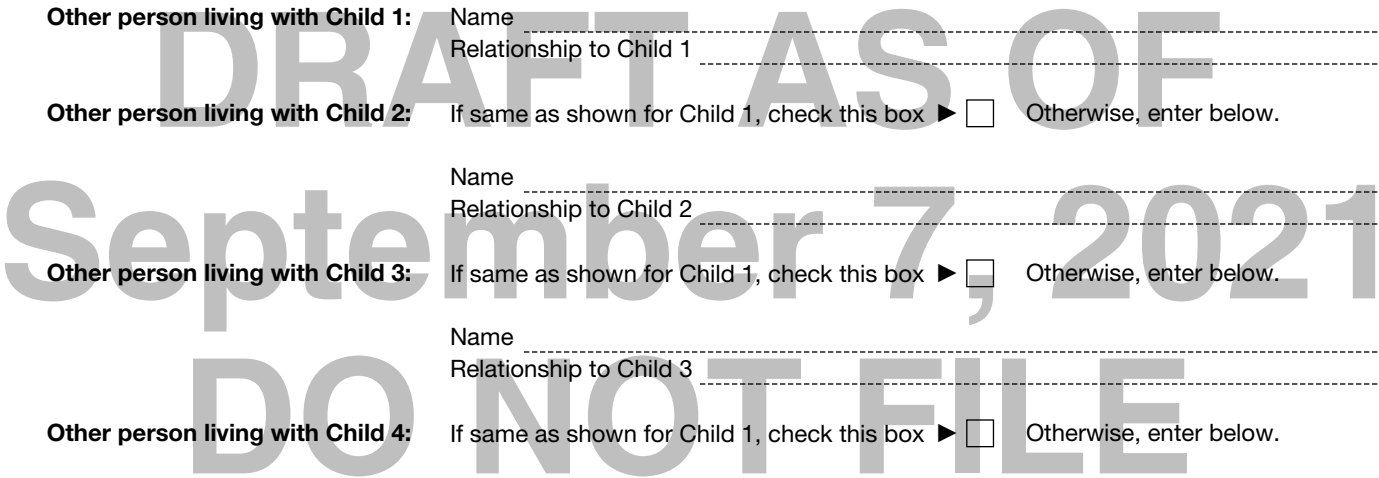 Other person living with Child 1: Name
Relationship to Child 1
DRAFT AS OF
Other person living with Child 2: If same as shown for Child 1, check this box ► ☐ Otherwise, enter below.
Name
Relationship to Child 2
September 7, 2021
Other person living with Child 3: If same as shown for Child 1, check this box ► ☐ Otherwise, enter below.
Name
Relationship to Child 3
DO NOT FILE
Other person living with Child 4: If same as shown for Child 1, check this box ► ☐ Otherwise, enter below.